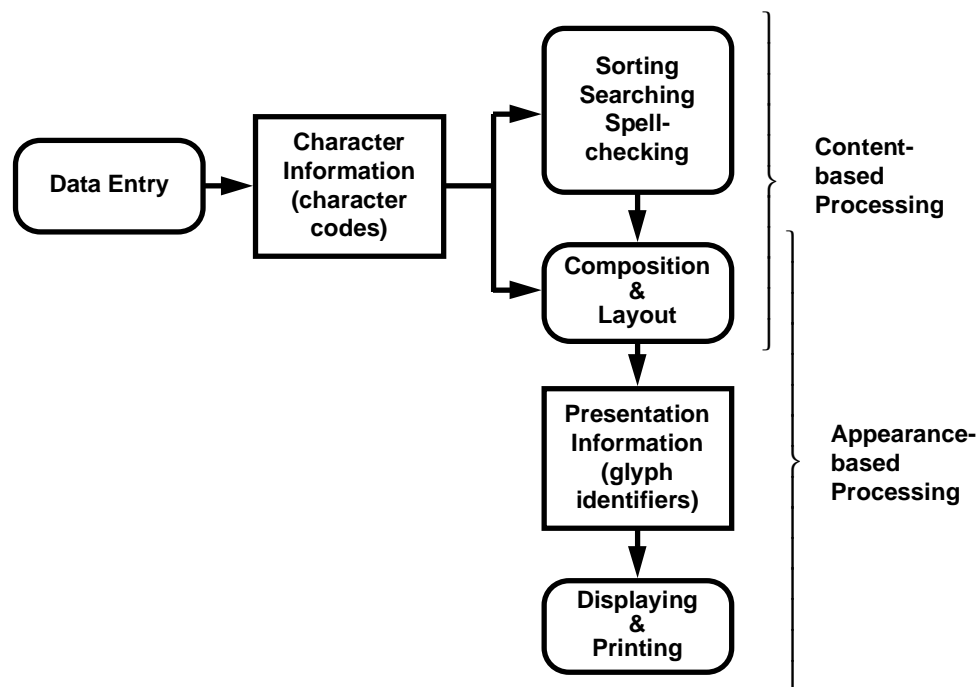 Data Entry
Character
Information
(character
codes)
Sorting
Searching
Spell-
checking
Composition
&
Layout
Presentation
Information
(glyph
identifiers)
Displaying
&
Printing
Content-
based
Processing
Appearance-
based
Processing